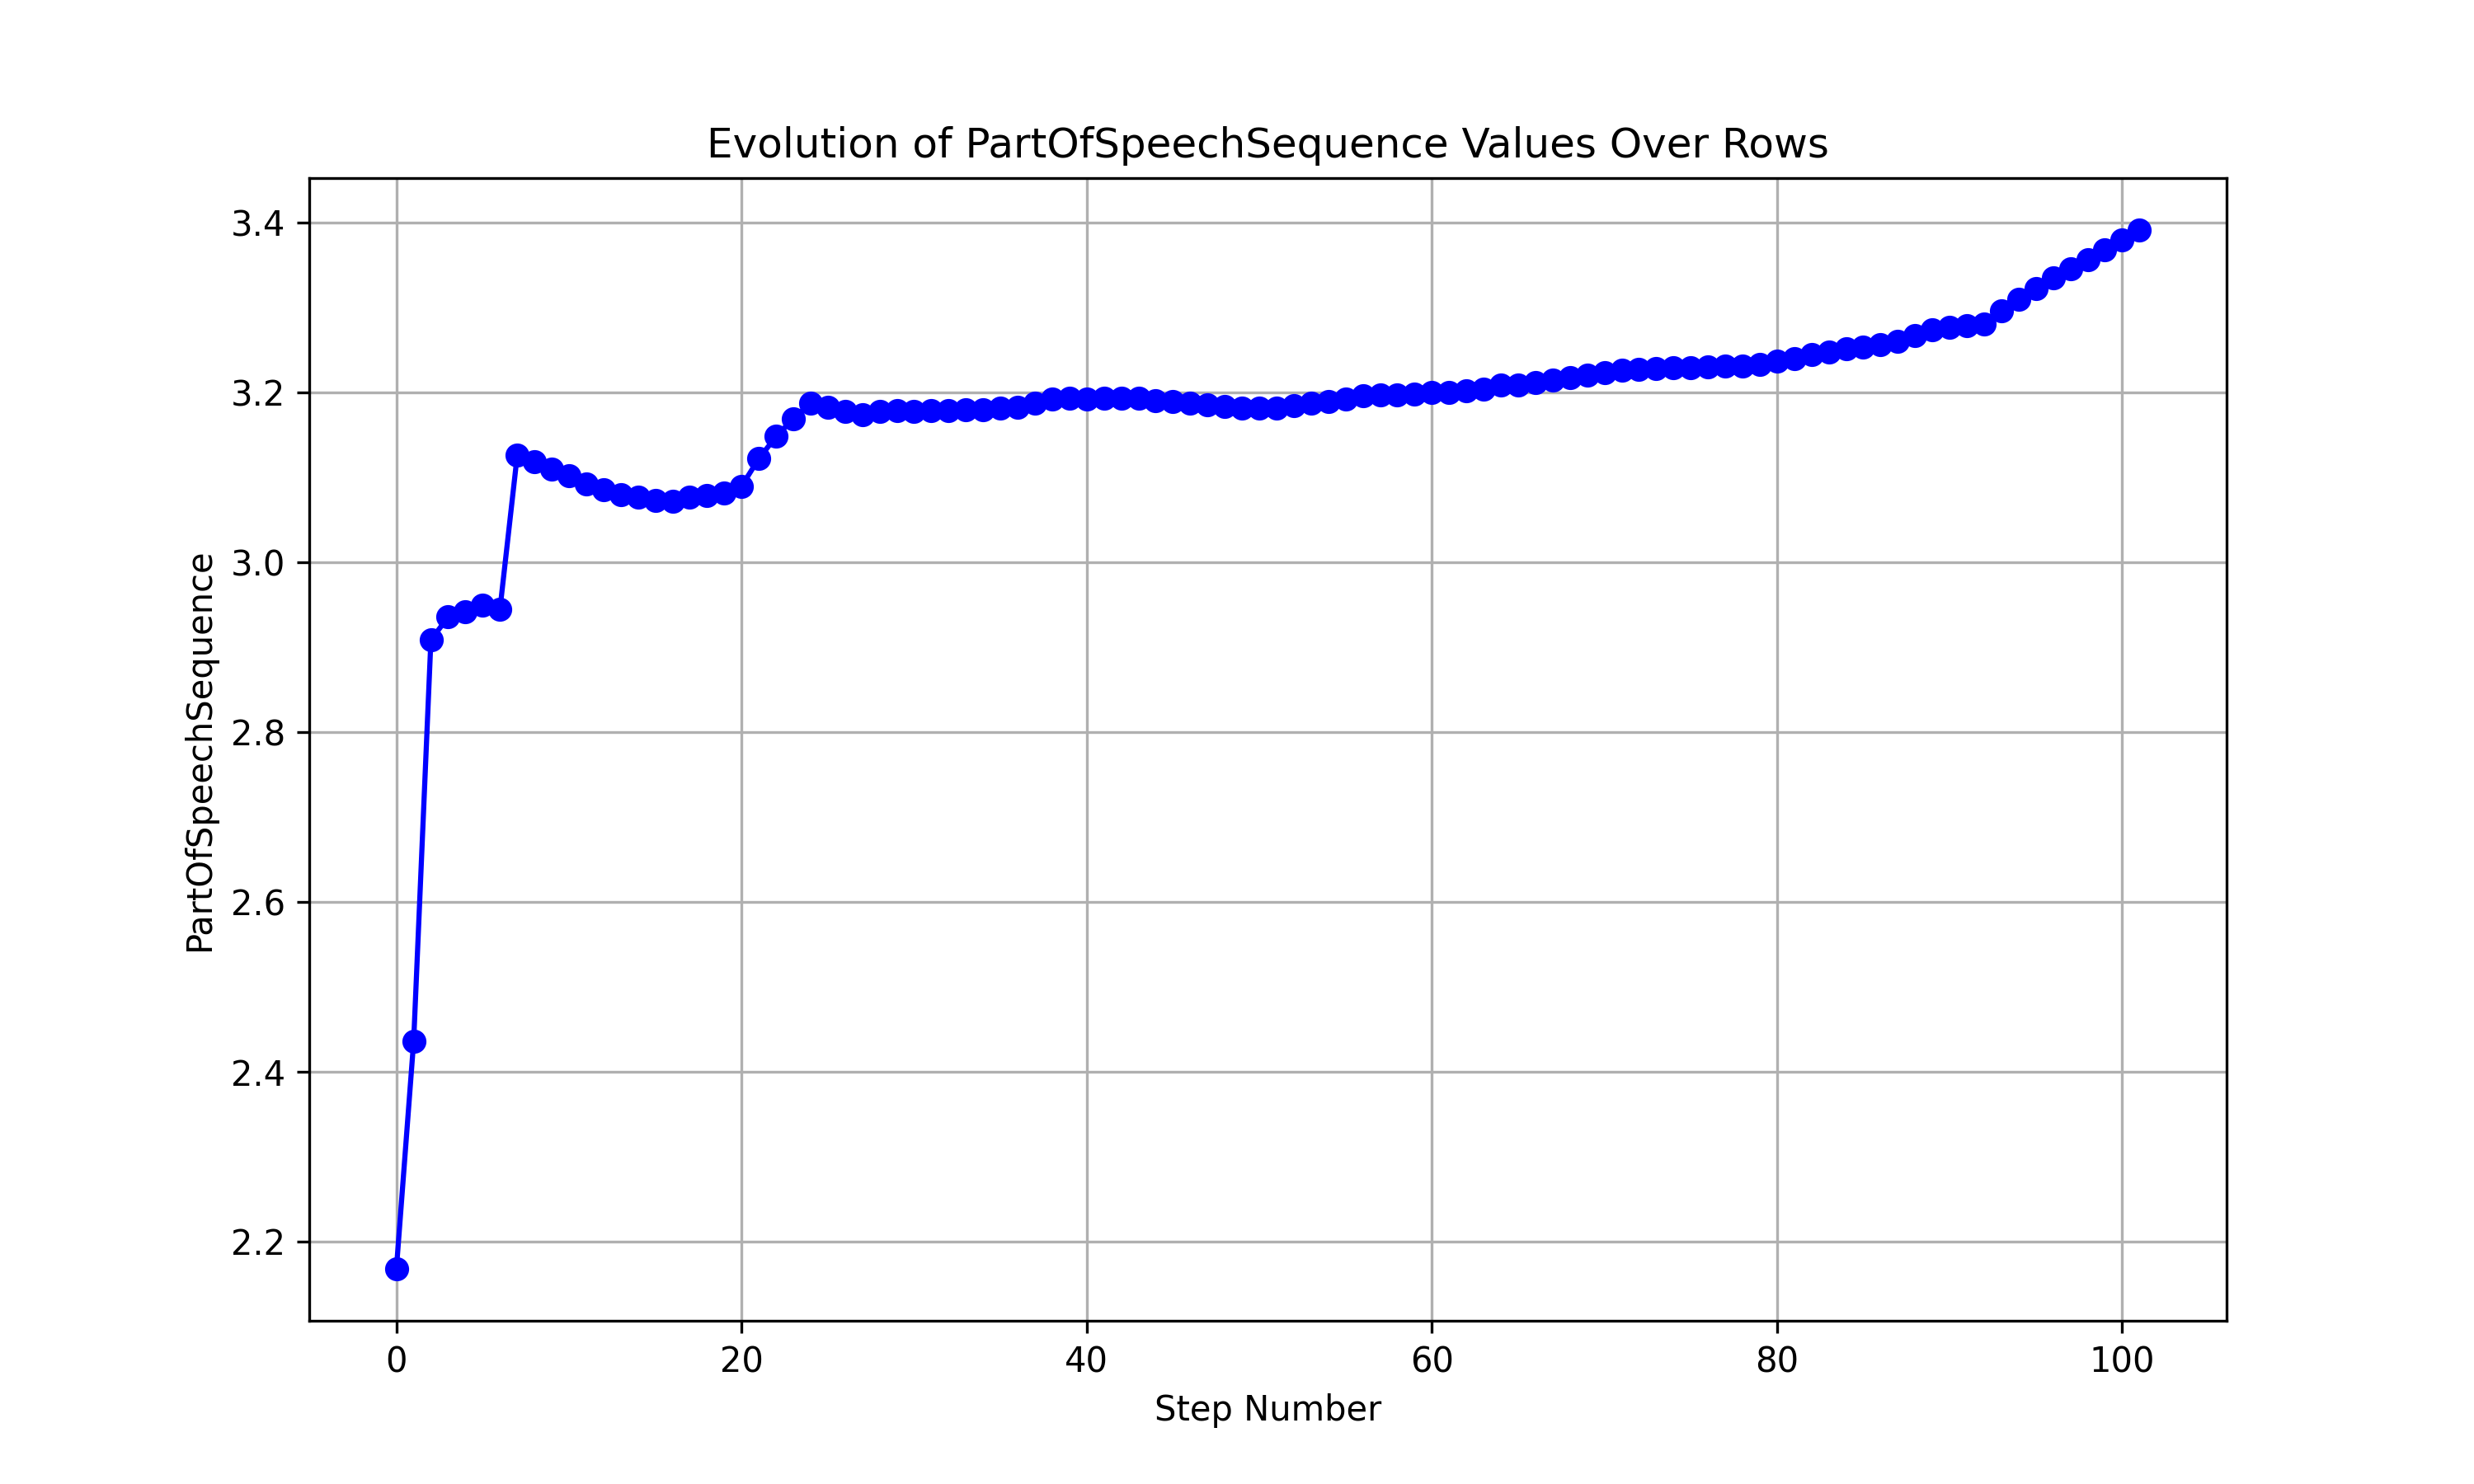 Evolution of PartOfSpeechSequence Values Over Rows
PartOfSpeechSequence
3.4
3.2
3.0
2.8
2.6
2.4
2.2
0 20 40 60 80 100
Step Number